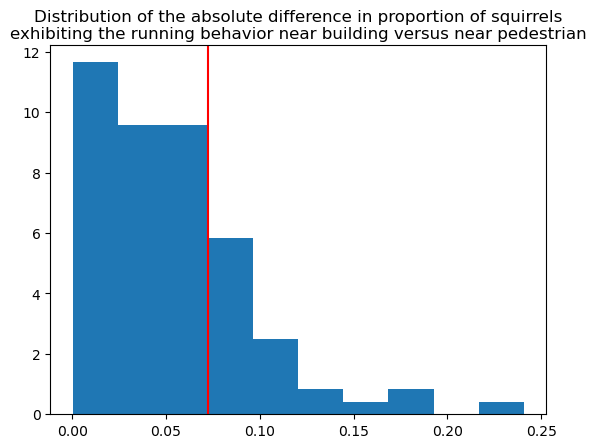 Distribution of the absolute difference in proportion of squirrels
exhibiting the running behavior near building versus near pedestrian
12
10
8
6
4
2
0
0.00 0.05 0.10 0.15 0.20 0.25